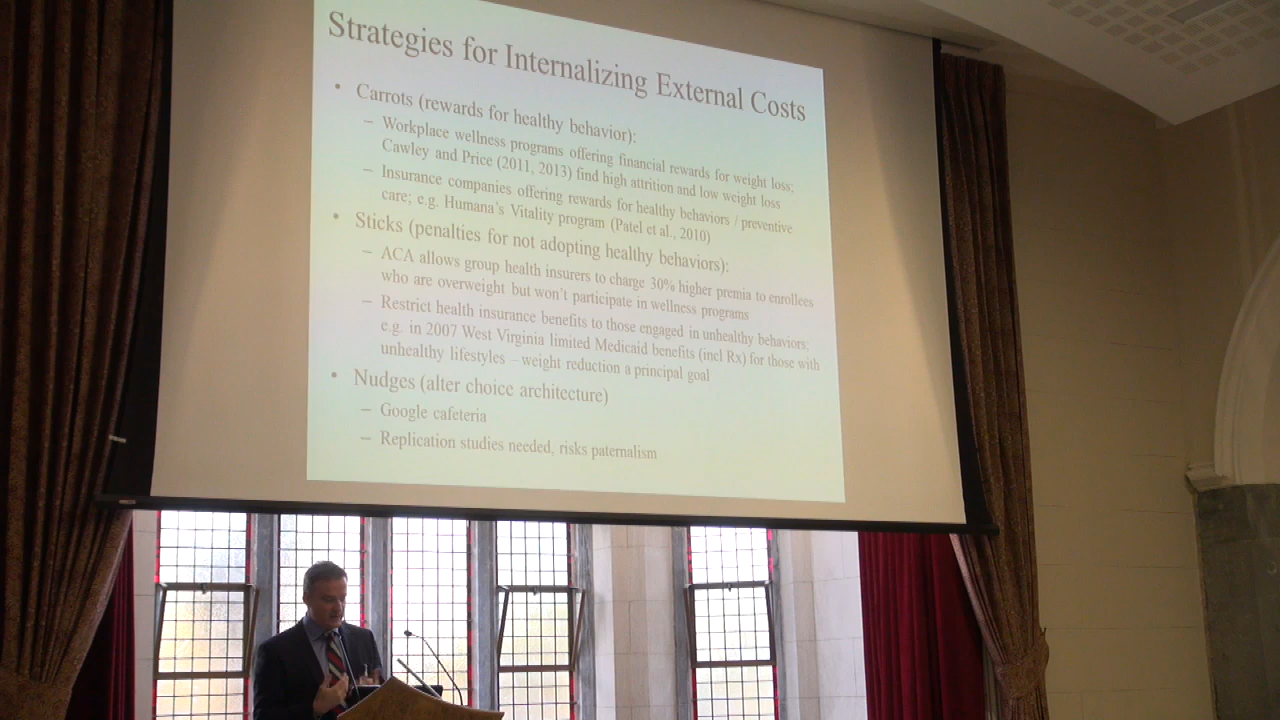 Strategies for Internalizing External Costs
• Carrots (rewards for healthy behavior):
– Workplace wellness programs offering financial rewards for weight loss;
Cawley and Price (2011, 2013) find high attrition and low weight loss
– Insurance companies offering rewards for healthy behaviors / preventive
care; e.g. Humana's Vitality program (Patel et al., 2010)
• Sticks (penalties for not adopting healthy behaviors):
– ACA allows group health insurers to charge 30% higher premia to enrollees
who are overweight but won't participate in wellness programs
– Restrict health insurance benefits to those engaged in unhealthy behaviors;
e.g. in 2007 West Virginia limited Medicaid benefits (incl Rx) for those with
unhealthy lifestyles – weight reduction a principal goal
• Nudges (alter choice architecture)
– Google cafeteria
– Replication studies needed, risks paternalism